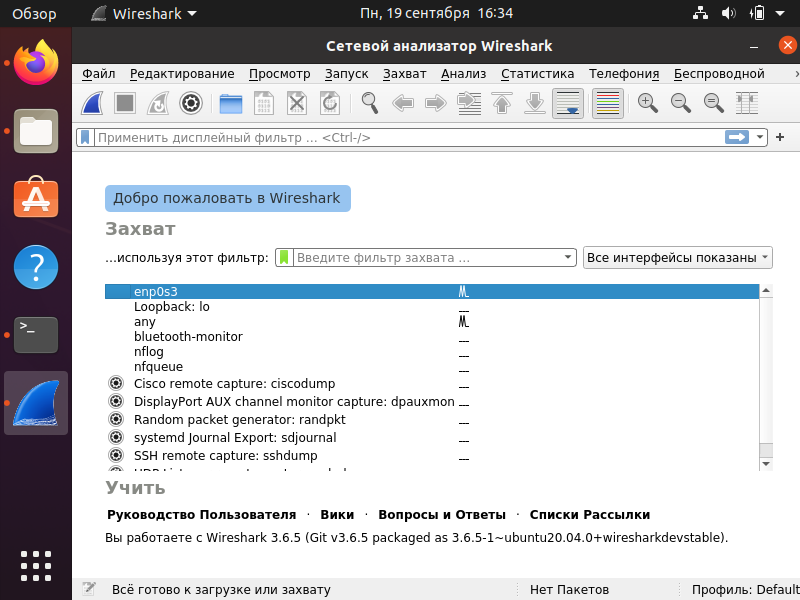 Обзор Wireshark Пн, 19 сентября 16:34
Сетевой анализатор Wireshark
Файл Редактирование Просмотр Запуск Захват Анализ Статистика Телефония Беспроводной
Применить дисплейный фильтр ... <Ctrl-/>
Добро пожаловать в Wireshark
Захват
...используя этот фильтр: Введите фильтр захвата ... Все интерфейсы показаны
enp0s3
Loopback: lo
any
bluetooth-monitor
nflog
nfqueue
Cisco remote capture: ciscodump
DisplayPort AUX channel monitor capture: dpauxmon
Random packet generator: randpkt
systemd Journal Export: sdjournal
SSH remote capture: sshdump
Учить
Руководство Пользователя · Вики · Вопросы и Ответы · Списки Рассылки
Вы работаете с Wireshark 3.6.5 (Git v3.6.5 packaged as 3.6.5-1~ubuntu20.04.0+wiresharkdevstable).
Всё готово к загрузке или захвату Нет Пакетов Профиль: Default